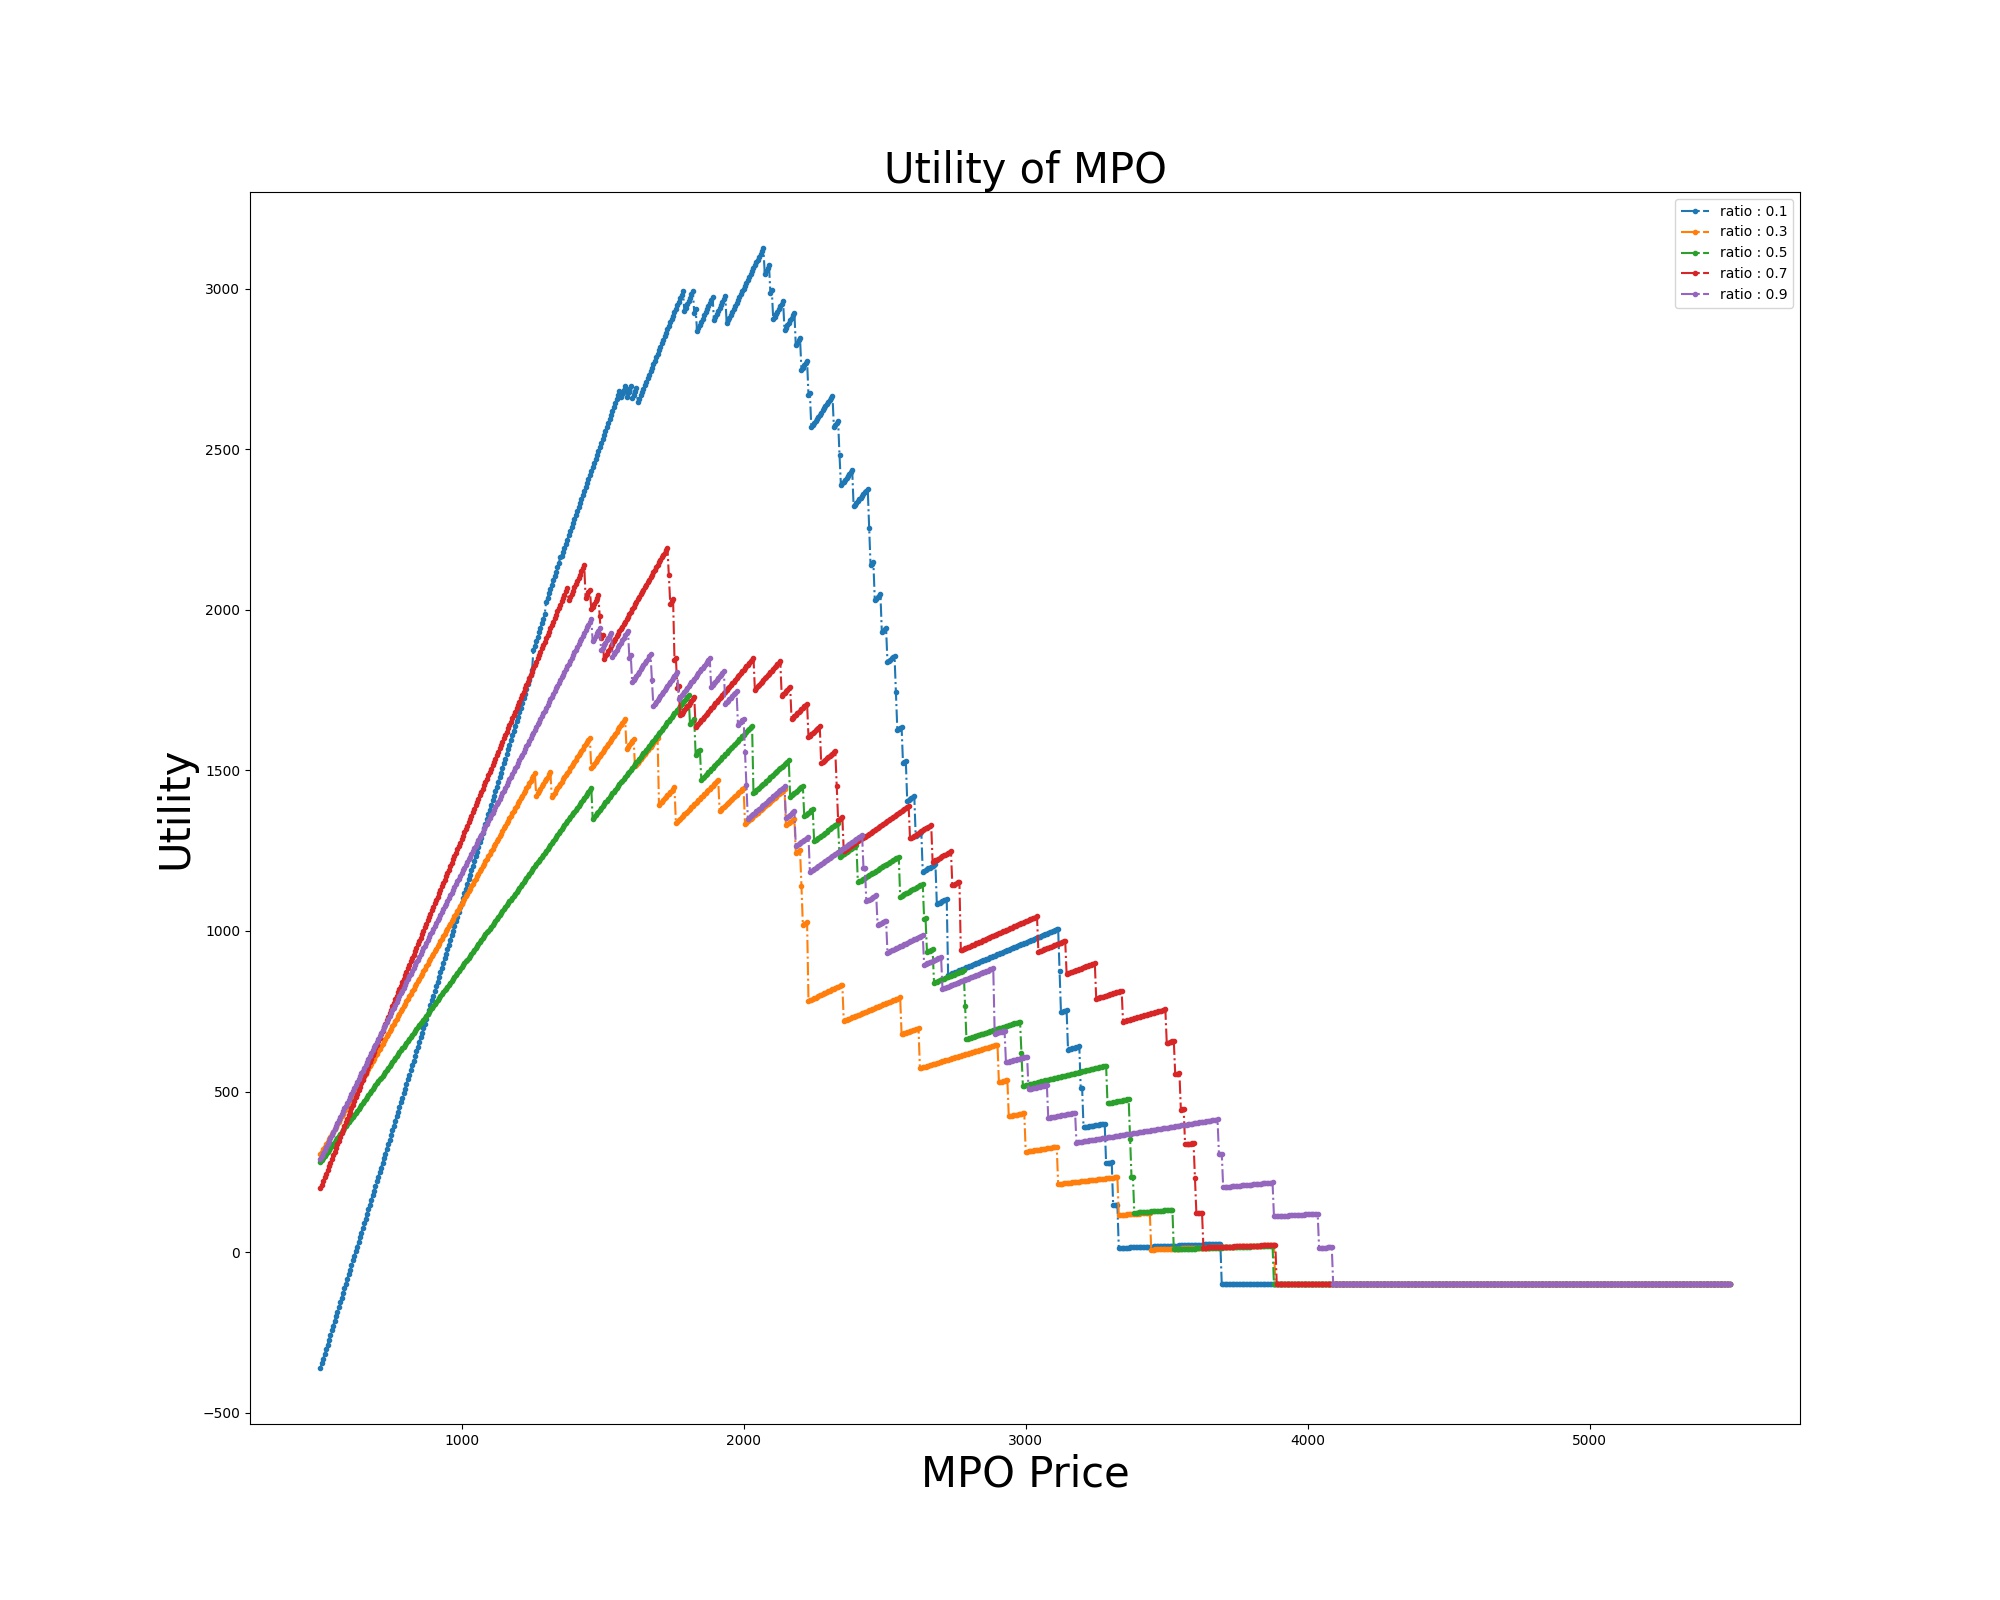 Utility of MPO
ratio : 0.1
ratio : 0.3
ratio : 0.5
ratio : 0.7
ratio : 0.9
Utility
3000
2500
2000
1500
1000
500
0
−500
1000 2000 3000 4000 5000
MPO Price